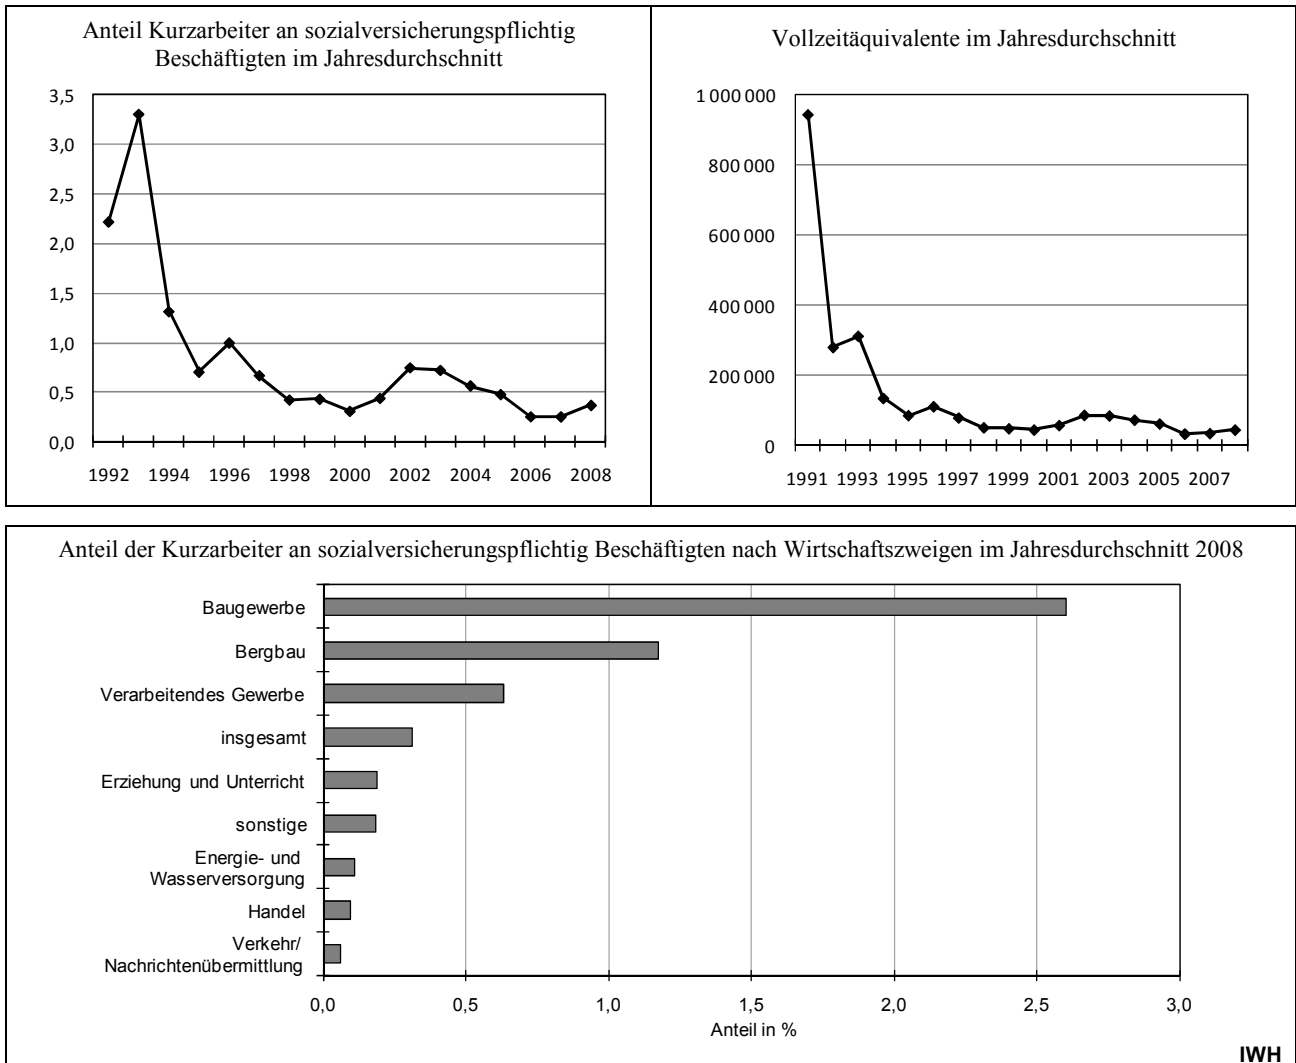 Anteil Kurzarbeiter an sozialversicherungspflichtig
Beschäftigten im Jahresdurchschnitt
3,5
3,0
2,5
2,0
1,5
1,0
0,5
0,0
1992 1994 1996 1998 2000 2002 2004 2006 2008
Vollzeitäquivalente im Jahresdurchschnitt
1 000 000
800 000
600 000
400 000
200 000
0
1991 1993 1995 1997 1999 2001 2003 2005 2007
Anteil der Kurzarbeiter an sozialversicherungspflichtig Beschäftigten nach Wirtschaftszweigen im Jahresdurchschnitt 2008
Baugewerbe
Bergbau
Verarbeitendes Gewerbe
insgesamt
Erziehung und Unterricht
sonstige
Energie- und
Wasserversorgung
Handel
Verkehr/
Nachrichtenübermittlung
0,0 0,5 1,0 1,5 2,0 2,5 3,0
Anteil in %
IWH